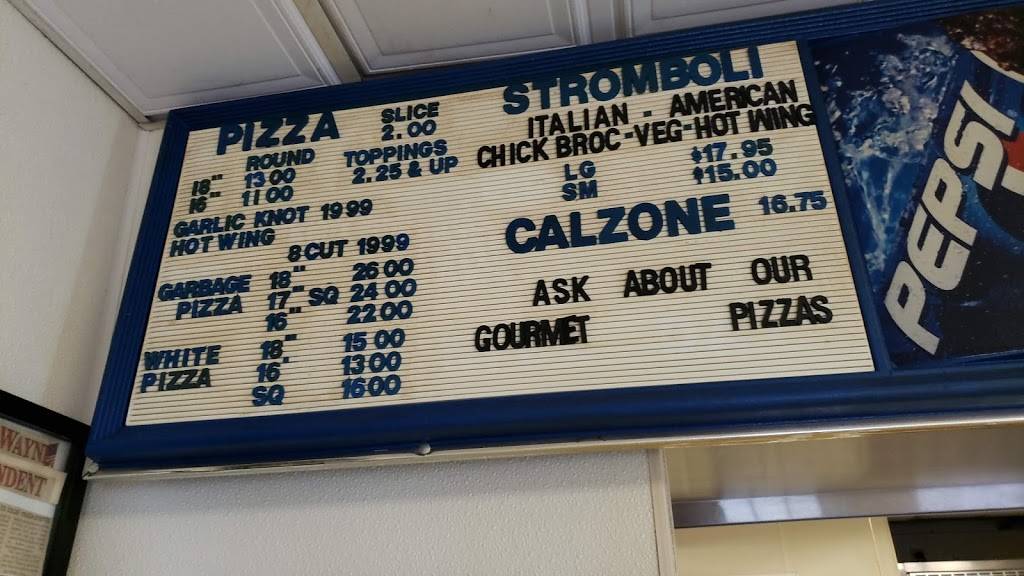 PIZZA SLICE
2.00
ROUND TOPPINGS
18" 13 00 2.25 & UP
16" 11 00
GARLIC KNOT 19 99
HOT WING
8 CUT 1999
GARBAGE 18" 26 00
PIZZA 17" SQ 24 00
16" 22 00
WHITE 18" 15 00
PIZZA 16" 13 00
SQ 16 00
STROMBOLI
ITALIAN - AMERICAN
CHICK BROC - VEG - HOT WING
LG $17.95
SM $15.00
CALZONE 16.75
ASK ABOUT OUR
GOURMET PIZZAS
PEPSI
WAYN
NDENT